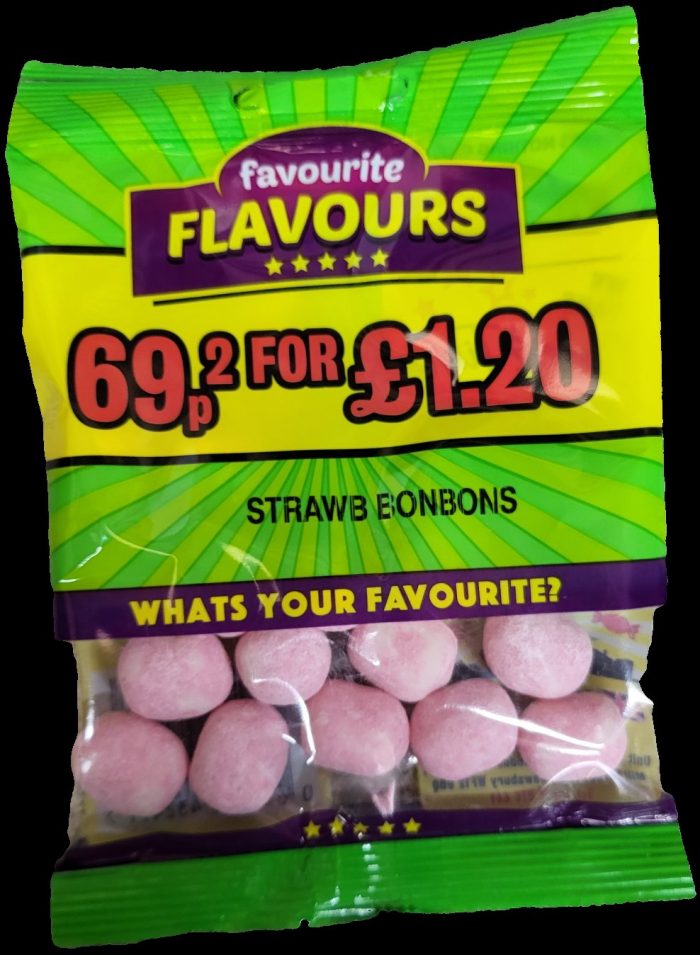 favourite
FLAVOURS
69p 2 FOR £1.20
STRAWB BONBONS
WHATS YOUR FAVOURITE?